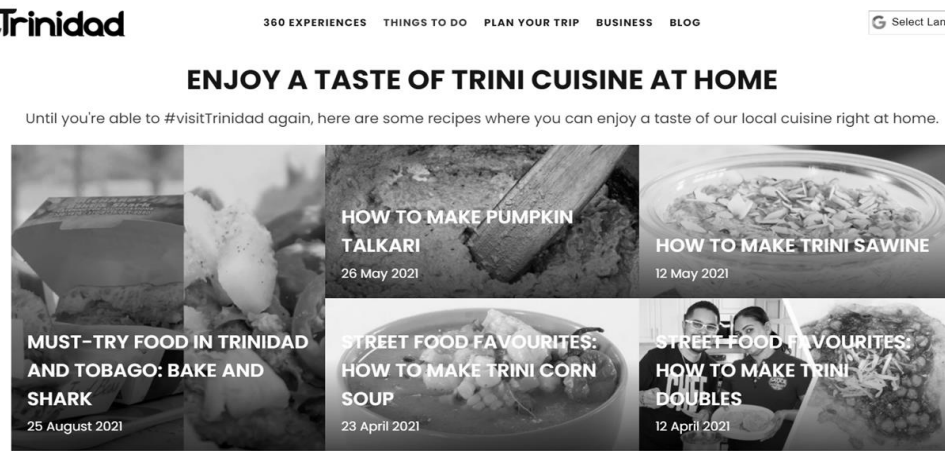 Trinidad
360 EXPERIENCES THINGS TO DO PLAN YOUR TRIP BUSINESS BLOG
G Select Lan
ENJOY A TASTE OF TRINI CUISINE AT HOME
Until you're able to #visitTrinidad again, here are some recipes where you can enjoy a taste of our local cuisine right at home.
HOW TO MAKE PUMPKIN
TALKARI
26 May 2021
HOW TO MAKE TRINI SAWINE
12 May 2021
MUST-TRY FOOD IN TRINIDAD
AND TOBAGO: BAKE AND
SHARK
25 August 2021
STREET FOOD FAVOURITES:
HOW TO MAKE TRINI CORN
SOUP
23 April 2021
STREET FOOD FAVOURITES:
HOW TO MAKE TRINI
DOUBLES
12 April 2021
CHEF